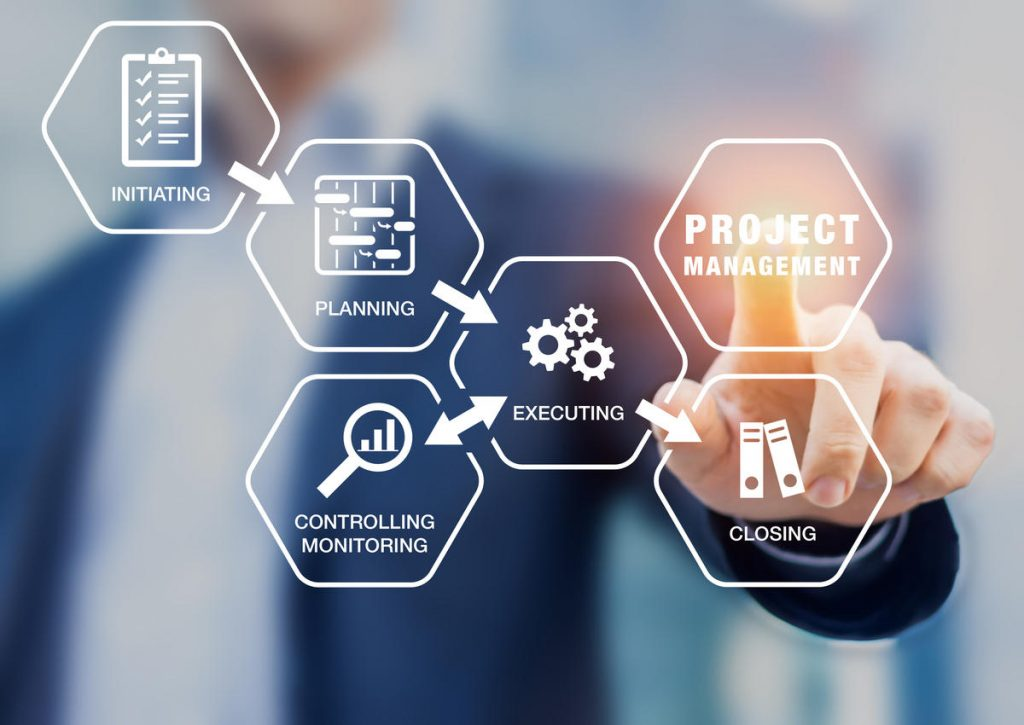 INITIATING
PLANNING
PROJECT
MANAGEMENT
EXECUTING
CONTROLLING
MONITORING
CLOSING